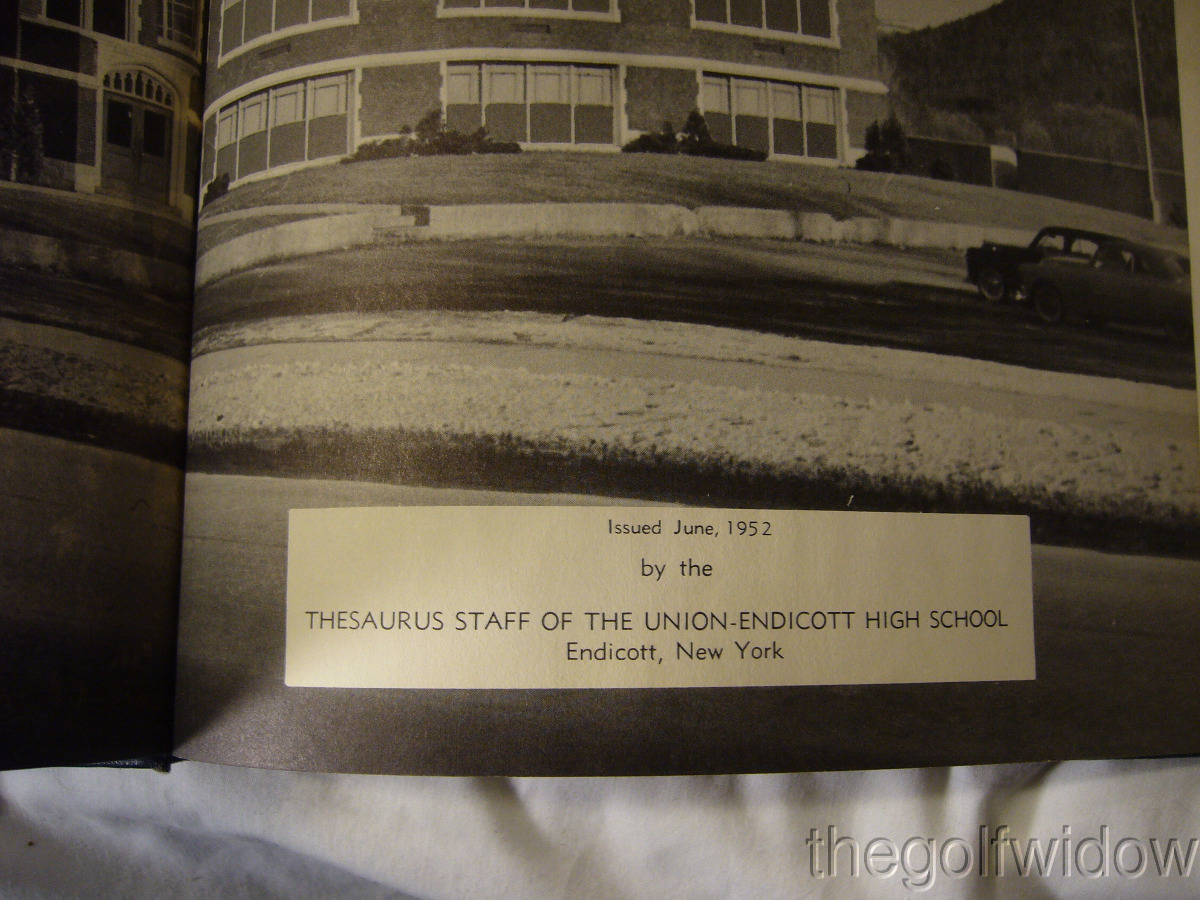 Issued June, 1952
by the
THESAURUS STAFF OF THE UNION-ENDICOTT HIGH SCHOOL
Endicott, New York
thegolfwidow